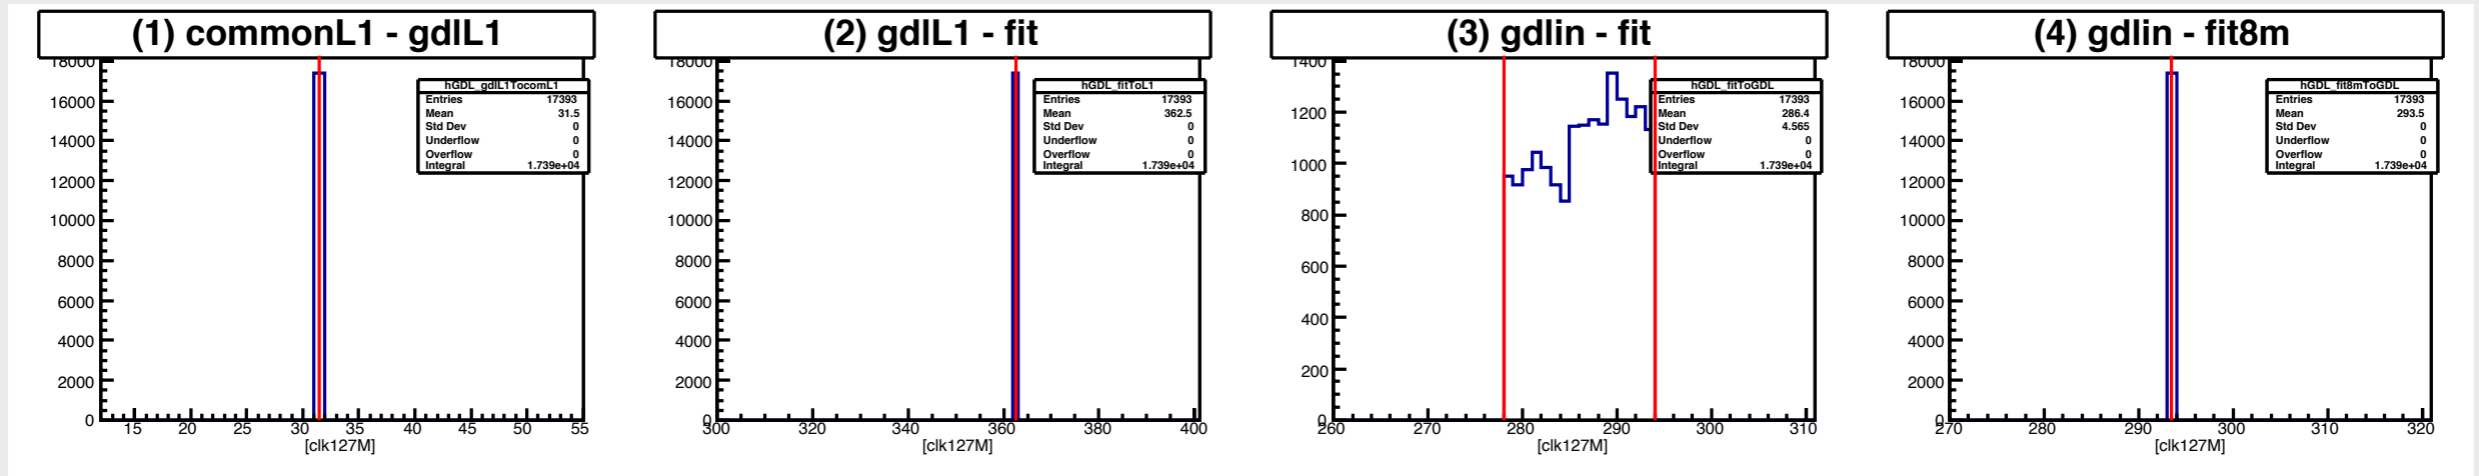 (1) commonL1 - gdlL1
18000
16000
14000
12000
10000
8000
6000
4000
2000
0
15 20 25 30 35 40 45 50 55
[clk127M]
hGDL_gdlL1TocomL1
Entries 17393
Mean 31.5
Std Dev 0
Underflow 0
Overflow 0
Integral 1.739e+04
(2) gdlL1 - fit
18000
16000
14000
12000
10000
8000
6000
4000
2000
0
300 320 340 360 380 400
[clk127M]
hGDL_fitToL1
Entries 17393
Mean 362.5
Std Dev 0
Underflow 0
Overflow 0
Integral 1.739e+04
(3) gdlin - fit
1400
1200
1000
800
600
400
200
0
260 270 280 290 300 310
[clk127M]
hGDL_fitToGDL
Entries 17393
Mean 286.4
Std Dev 4.565
Underflow 0
Overflow 0
Integral 1.739e+04
(4) gdlin - fit8m
18000
16000
14000
12000
10000
8000
6000
4000
2000
0
270 280 290 300 310 320
[clk127M]
hGDL_fit8mToGDL
Entries 17393
Mean 293.5
Std Dev 0
Underflow 0
Overflow 0
Integral 1.739e+04